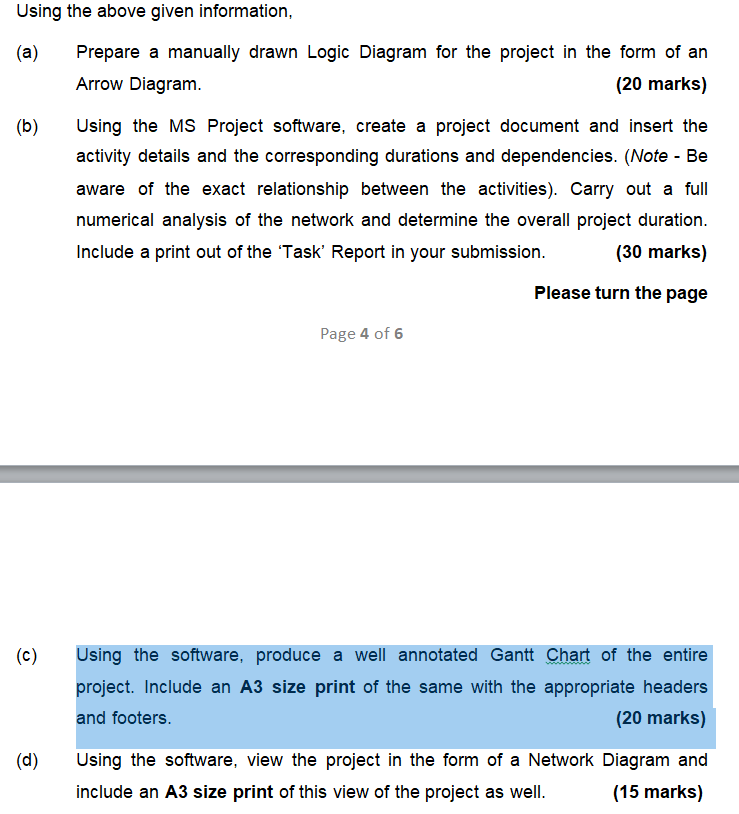 Using the above given information,
(a) Prepare a manually drawn Logic Diagram for the project in the form of an
Arrow Diagram. (20 marks)
(b) Using the MS Project software, create a project document and insert the
activity details and the corresponding durations and dependencies. (Note - Be
aware of the exact relationship between the activities). Carry out a full
numerical analysis of the network and determine the overall project duration.
Include a print out of the ‘Task’ Report in your submission. (30 marks)
Please turn the page
Page 4 of 6
(c) Using the software, produce a well annotated Gantt Chart of the entire
project. Include an A3 size print of the same with the appropriate headers
and footers. (20 marks)
(d) Using the software, view the project in the form of a Network Diagram and
include an A3 size print of this view of the project as well. (15 marks)